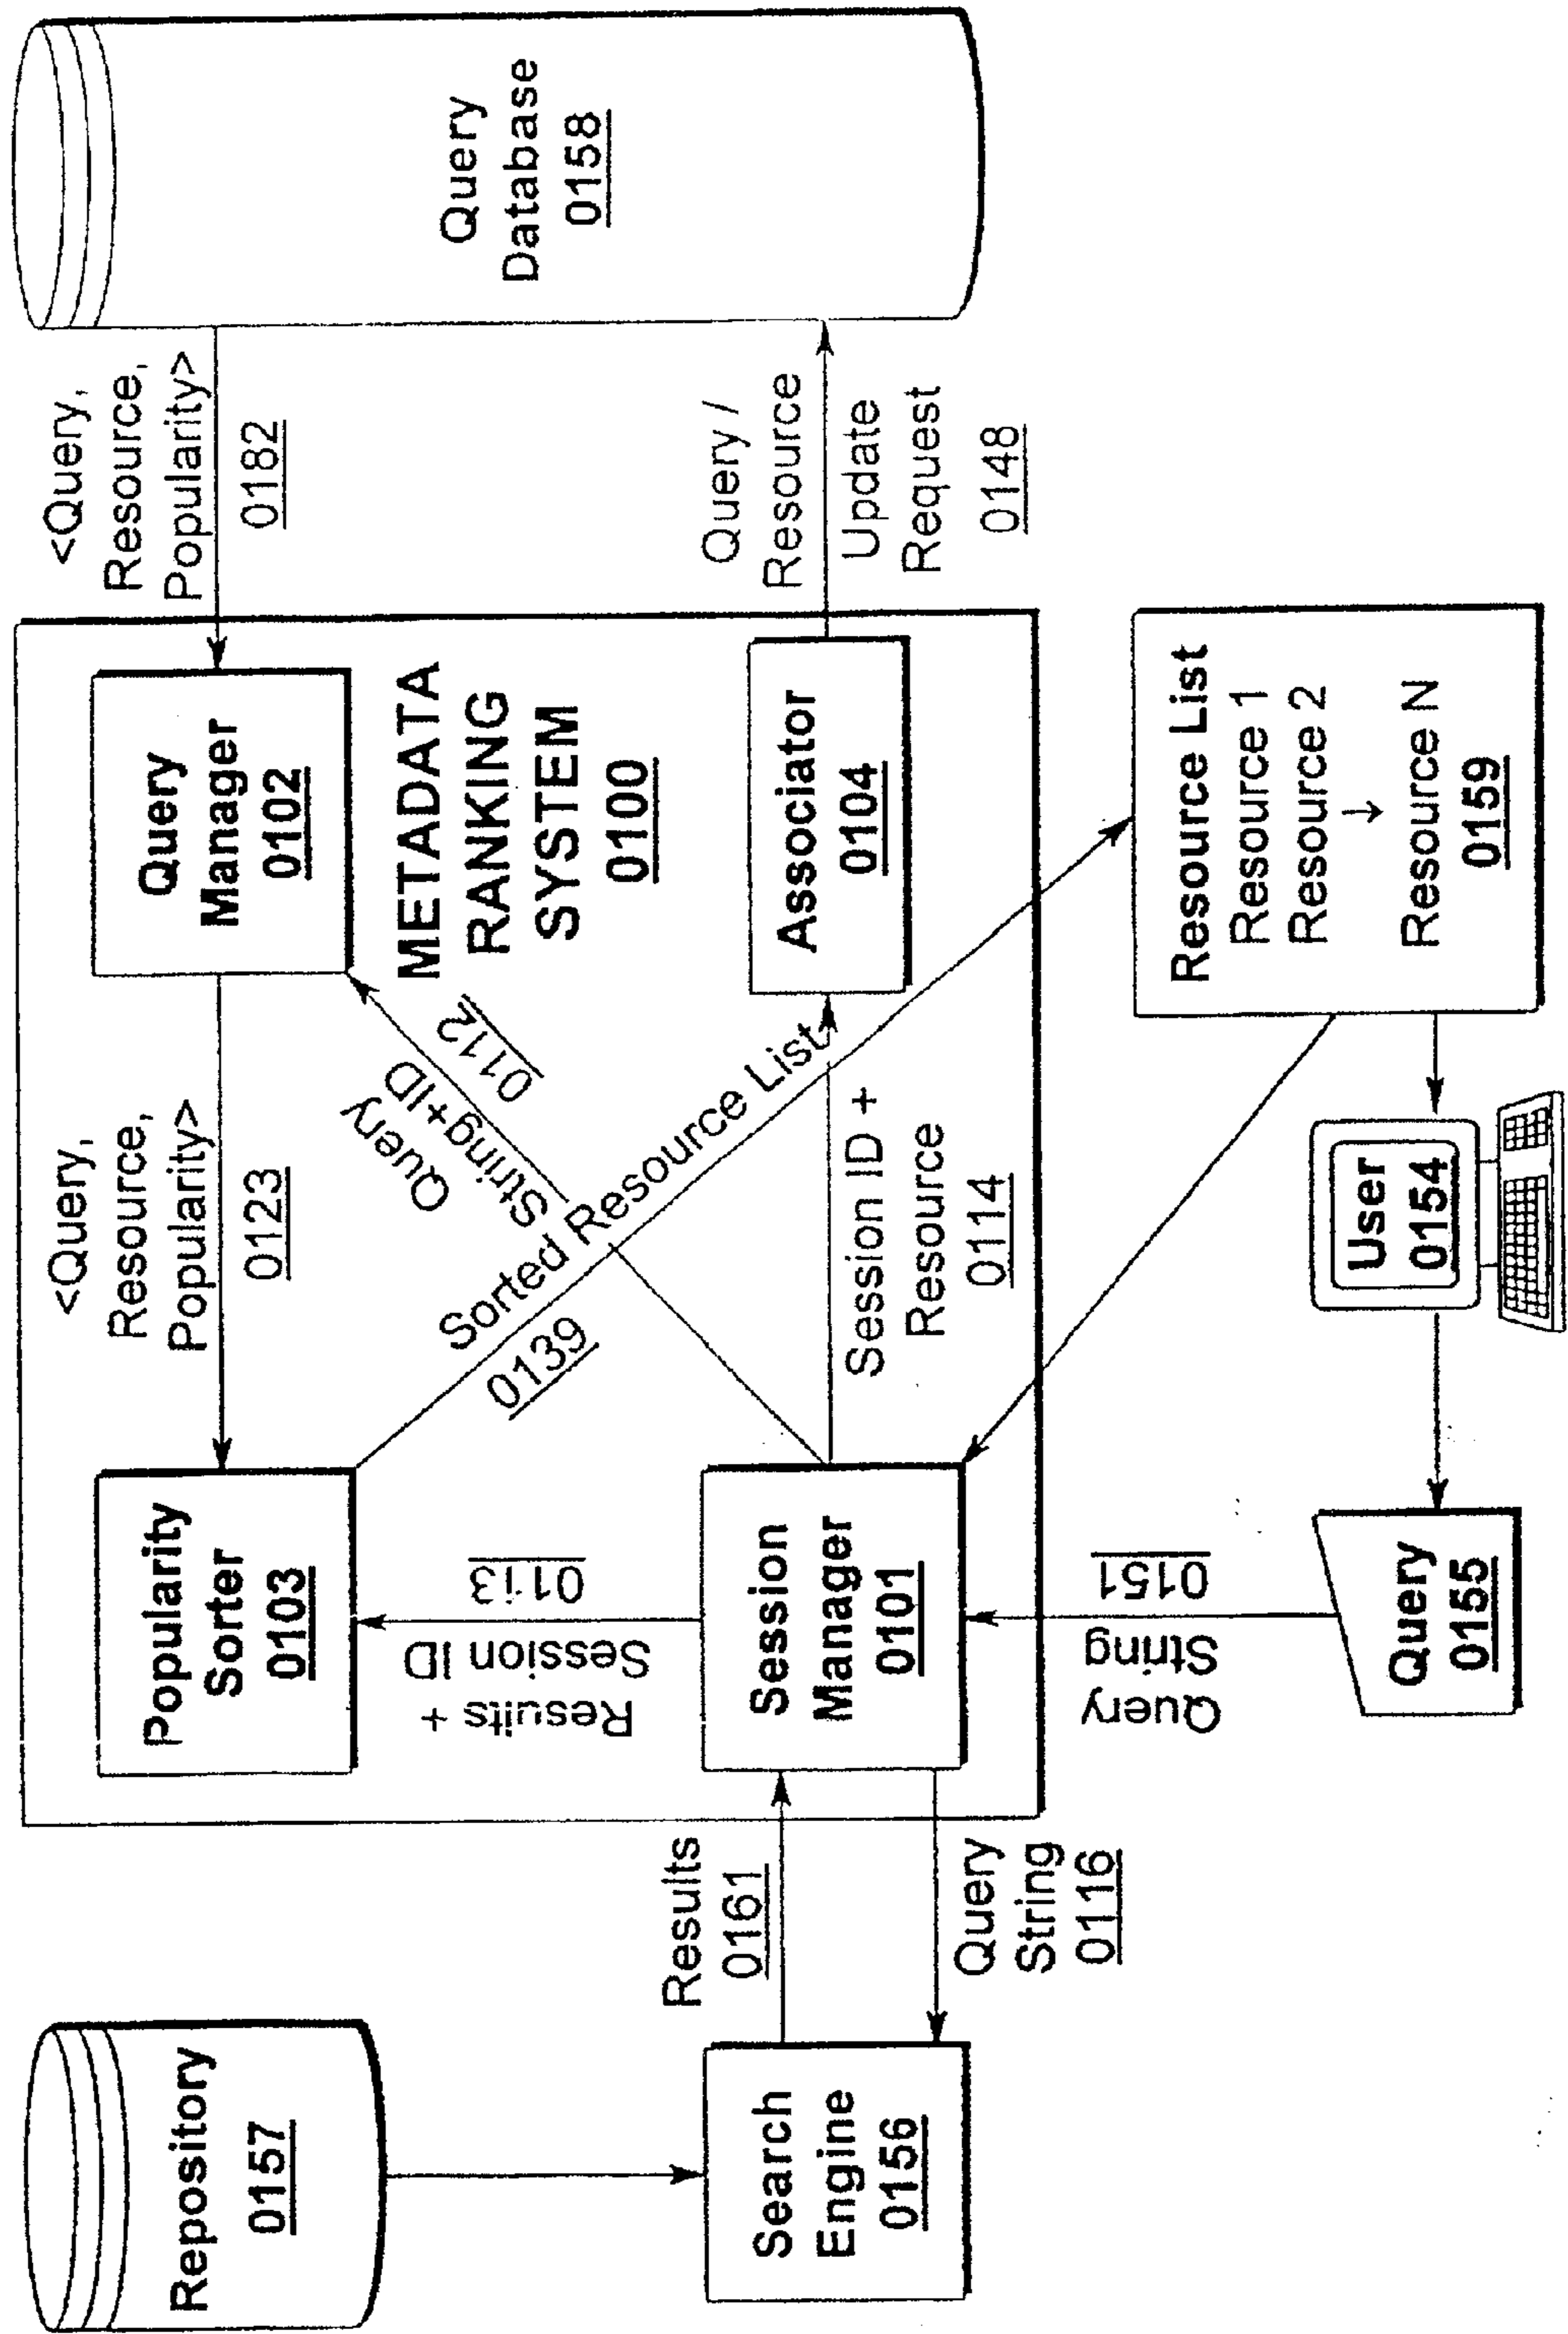 Repository
0157
Search
Engine
0156
Results
0161
Query
String
0116
Popularity
Sorter
0103
Results +
Session ID
0113
Session
Manager
0101
Query
String
0151
Query
0155
<Query,
Resource,
Popularity>
0123
Query
String+ID
0112
Sorted Resource List
0139
Session ID +
Resource
0114
User
0154
Query
Manager
0102
METADATA
RANKING
SYSTEM
0100
Associator
0104
Resource List
Resource 1
Resource 2
→
Resource N
0159
<Query,
Resource,
Popularity>
0182
Query /
Resource
Update
Request
0148
Query
Database
0158